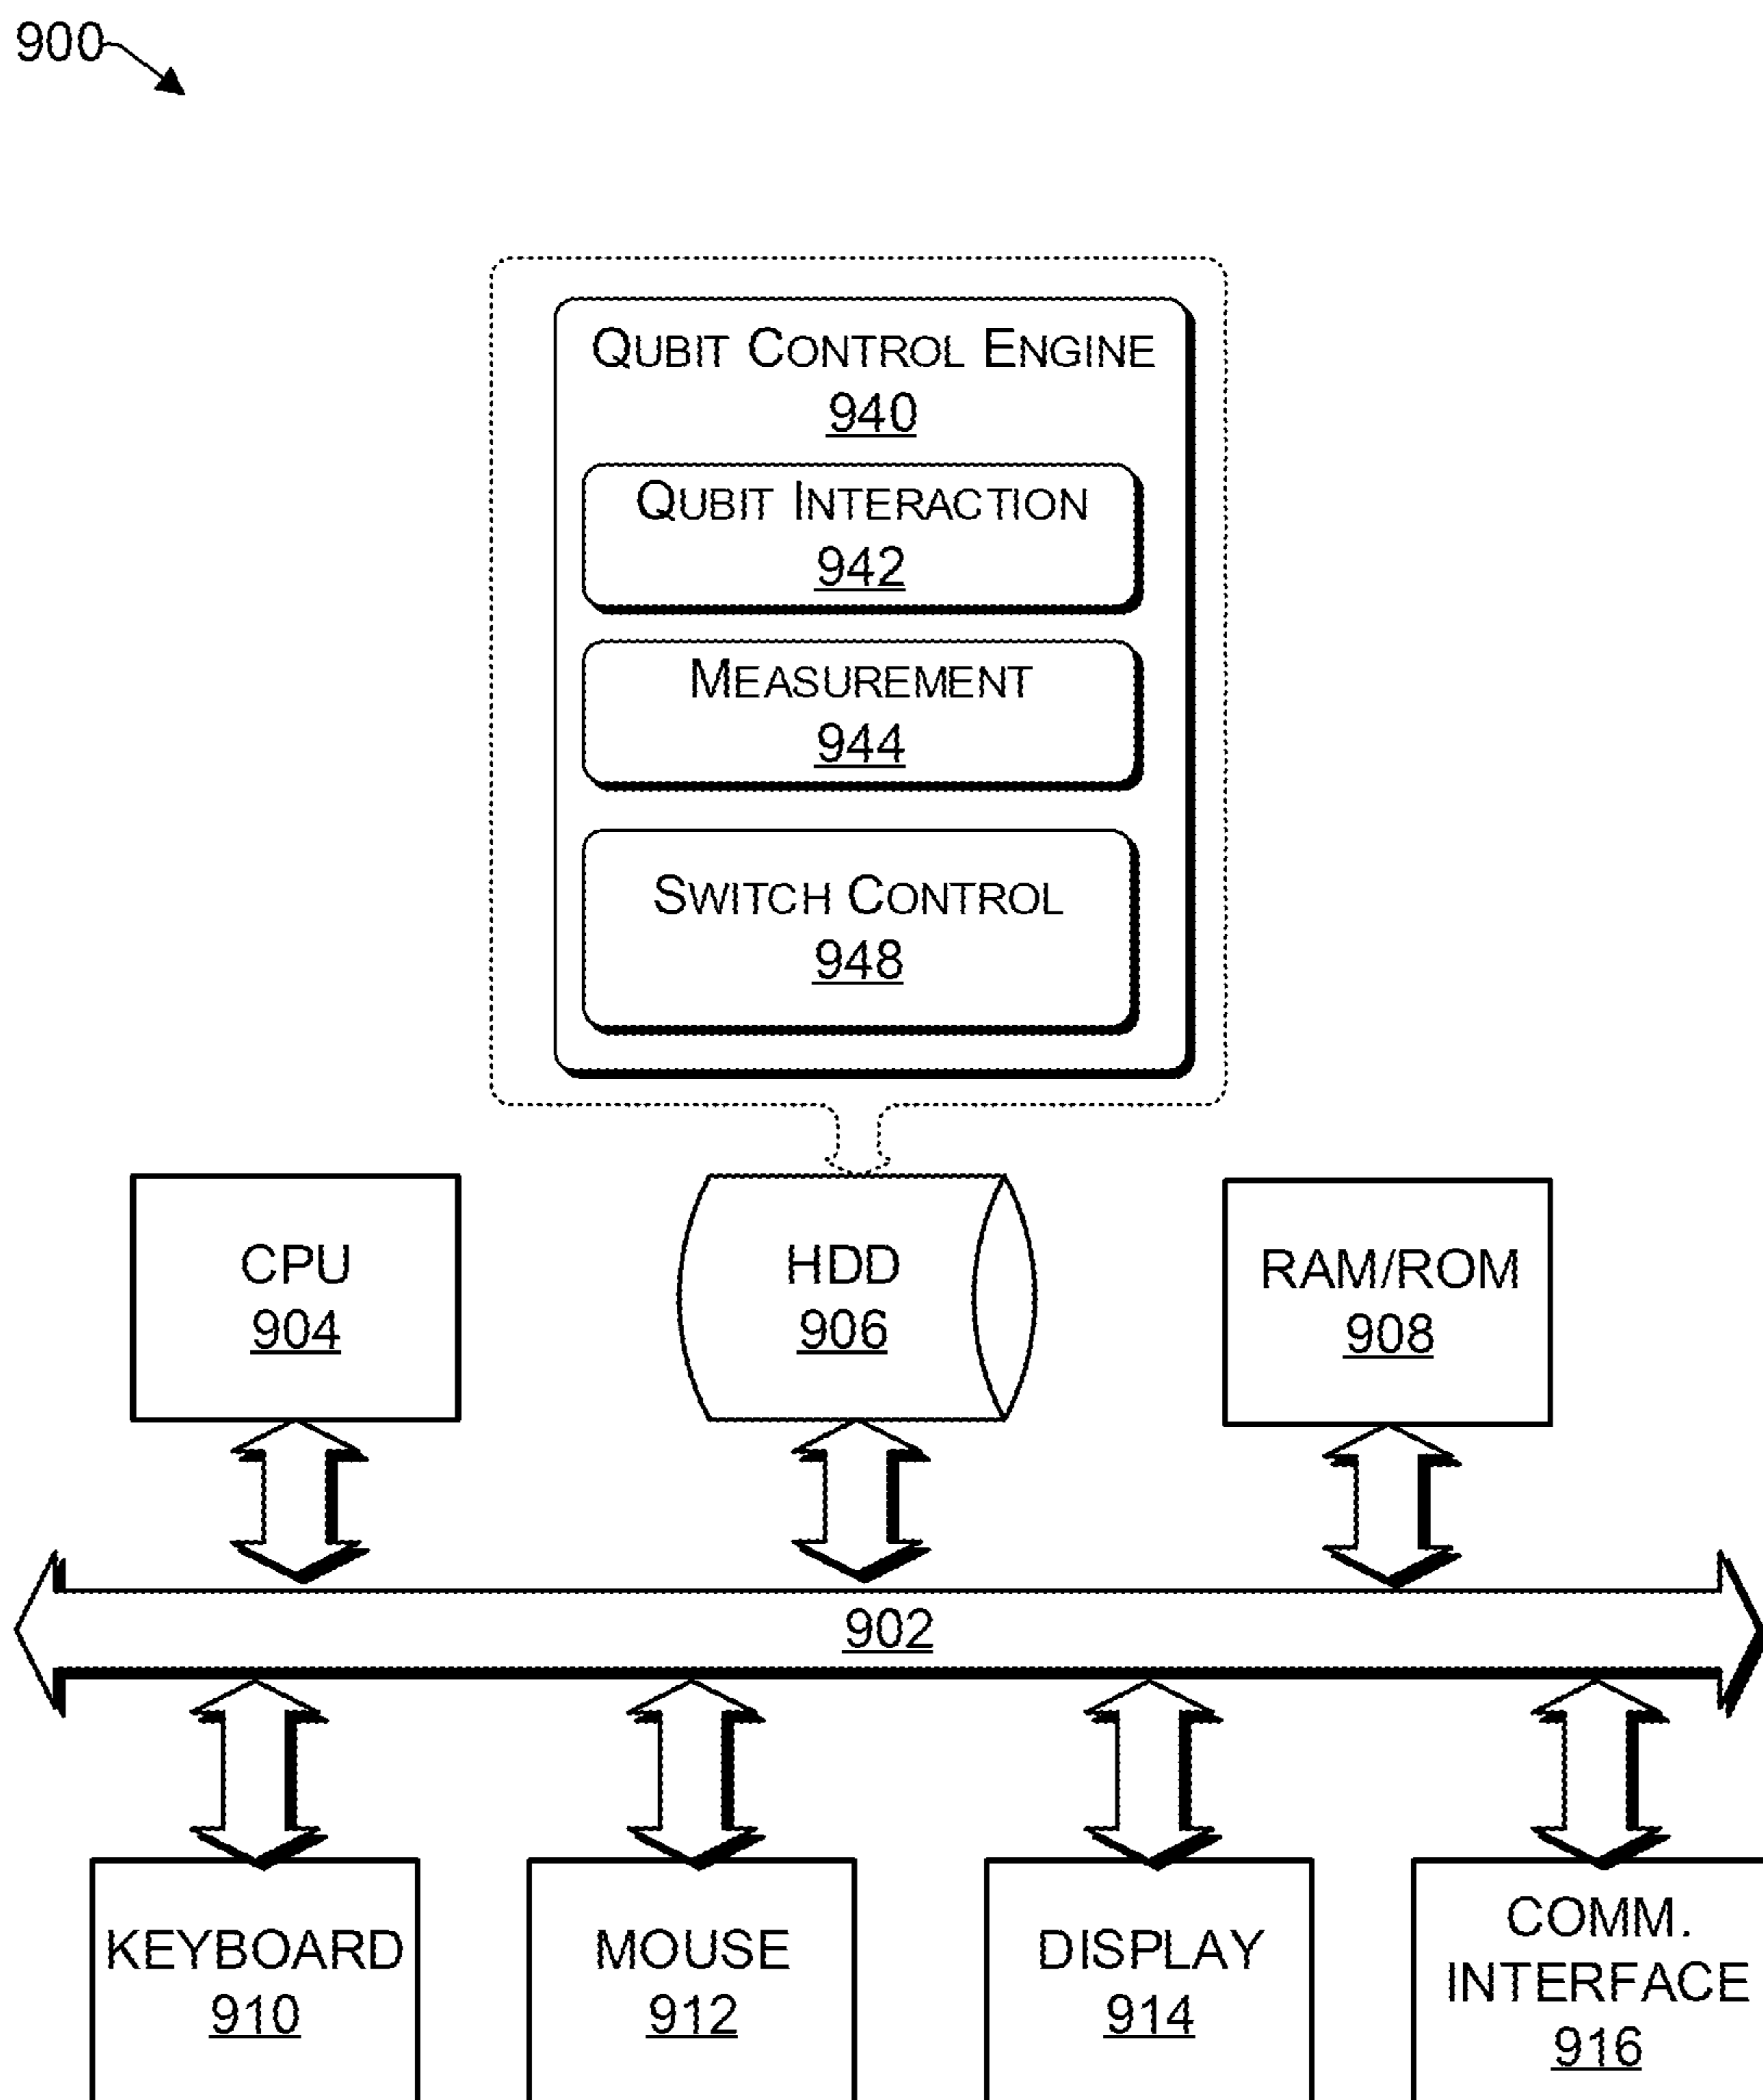 900
QUBIT CONTROL ENGINE
940
QUBIT INTERACTION
942
MEASUREMENT
944
SWITCH CONTROL
948
CPU
904
HDD
906
RAM/ROM
908
902
KEYBOARD
910
MOUSE
912
DISPLAY
914
COMM.
INTERFACE
916